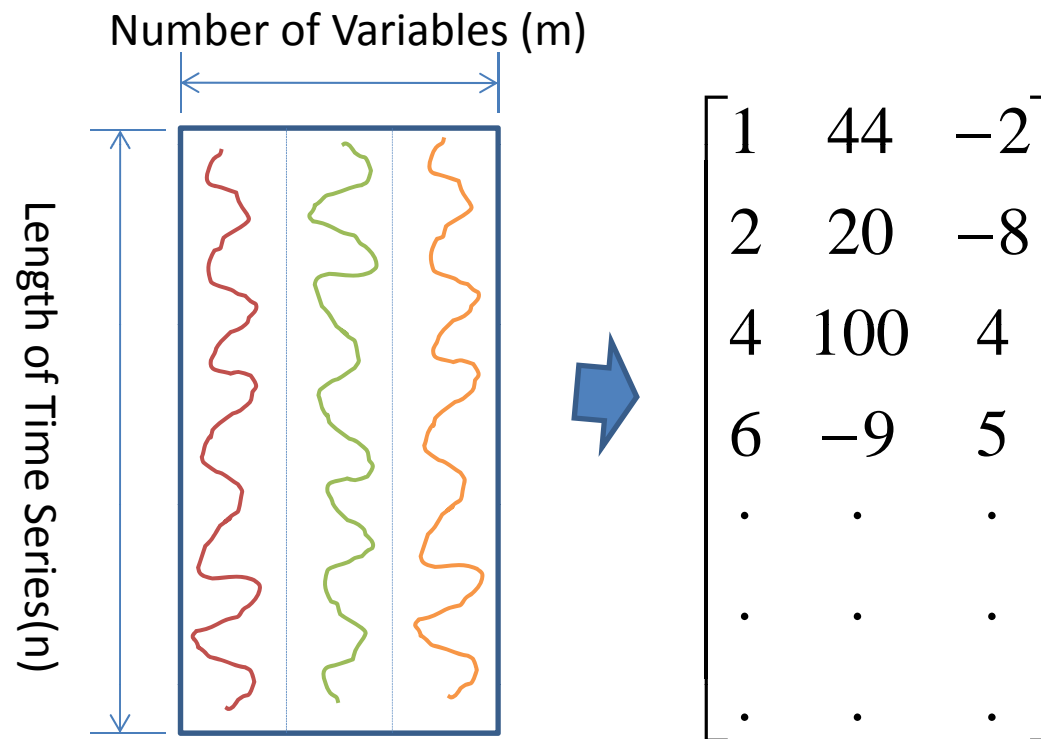 Number of Variables (m)
Length of Time Series(n)
1 44 −2
2 20 −8
4 100 4
6 −9 5
. . .
. . .
. . .